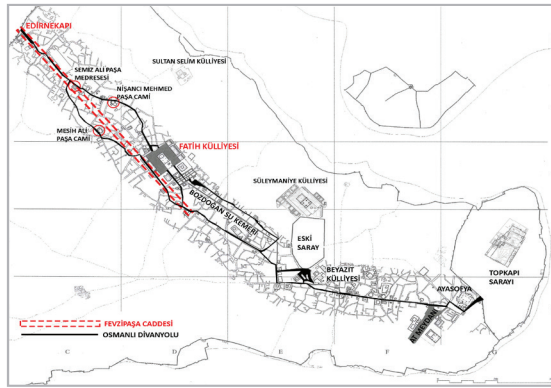 EDİRNEKAPI
SULTAN SELİM KÜLLİYESİ
SEMİZ ALİ PAŞA
MEDRESESİ
NİŞANCI MEHMED
PAŞA CAMİ
MESİH ALİ
PAŞA CAMİ
FATİH KÜLLİYESİ
SÜLEYMANİYE KÜLLİYESİ
BOZDOĞAN SU KEMERİ
ESKİ
SARAY
BEYAZIT
KÜLLİYESİ
TOPKAPI
SARAYI
AYASOFYA
AT MEYDANI
FEVZİPAŞA CADDESİ
OSMANLI DİVANYOLU
C
D
E
F
G